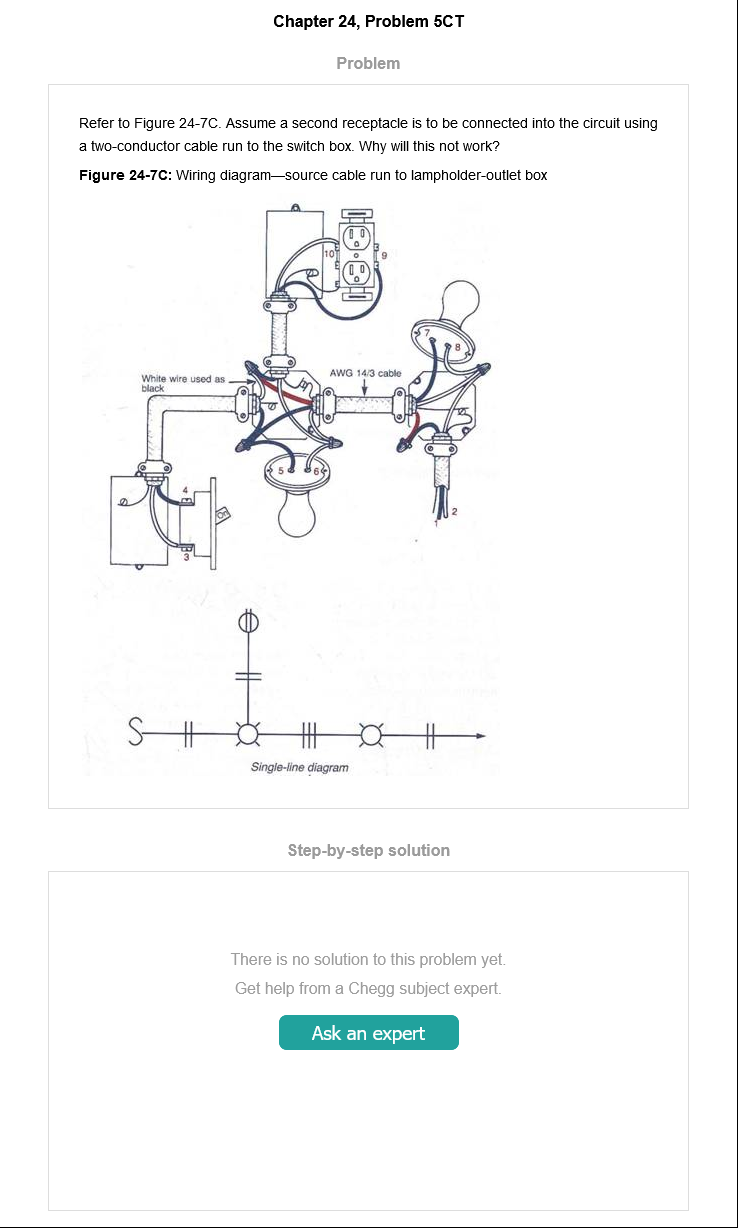 Chapter 24, Problem 5CT
Problem
Refer to Figure 24-7C. Assume a second receptacle is to be connected into the circuit using
a two-conductor cable run to the switch box. Why will this not work?
Figure 24-7C: Wiring diagram—source cable run to lampholder-outlet box
10
9
7
8
AWG 14/3 cable
White wire used as
black
5
6
4
On
3
2
1
S
Single-line diagram
Step-by-step solution
There is no solution to this problem yet.
Get help from a Chegg subject expert.
Ask an expert